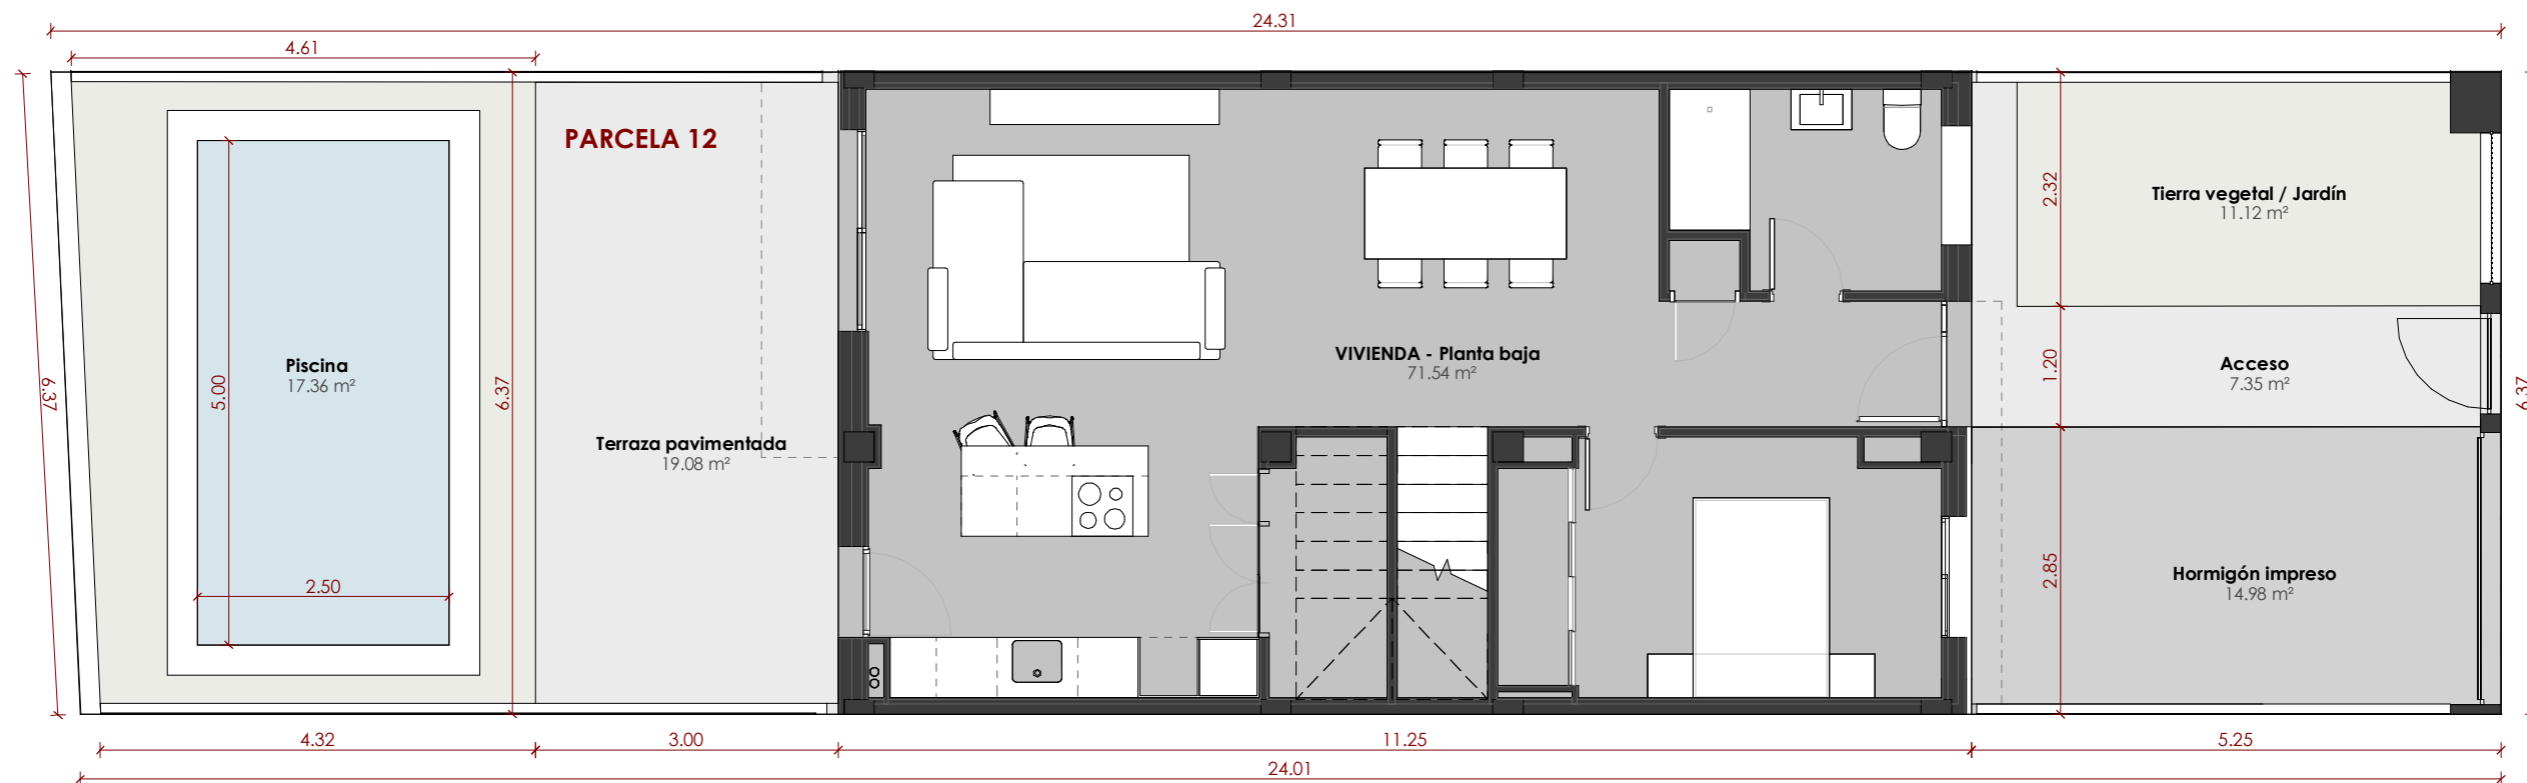 24.31
4.61
PARCELA 12
2.32
Tierra vegetal / Jardín
11.12 m²
VIVIENDA - Planta baja
71.54 m²
Piscina
17.36 m²
Acceso
7.35 m²
1.20
6.37
5.00
6.37
6.37
Terraza pavimentada
19.08 m²
2.50
2.85
Hormigón impreso
14.98 m²
4.32
3.00
11.25
5.25
24.01